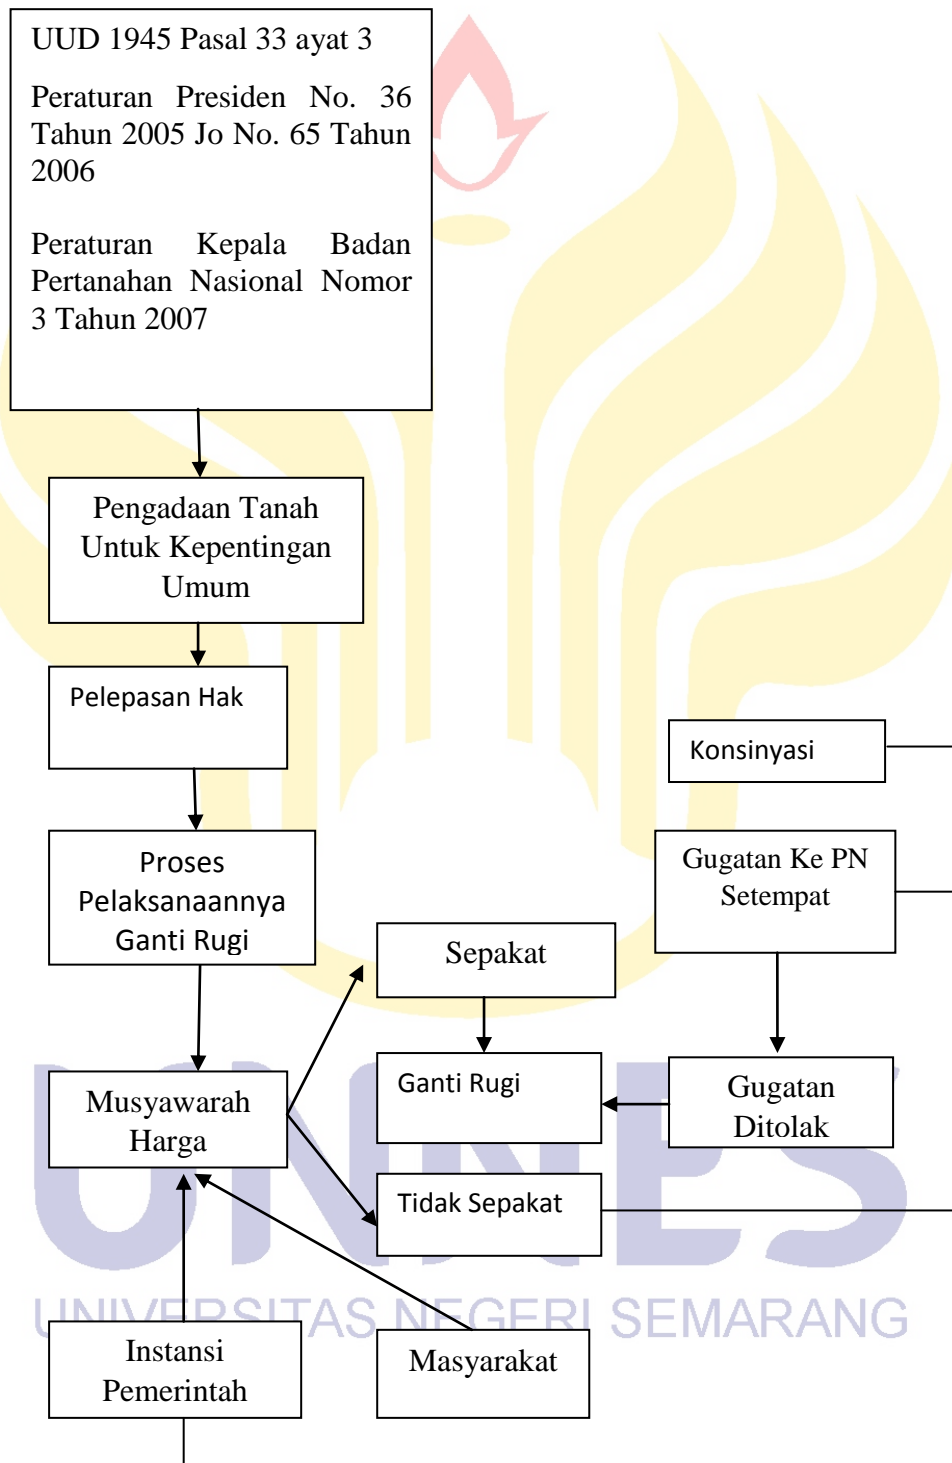 UUD 1945 Pasal 33 ayat 3
Peraturan Presiden No. 36
Tahun 2005 Jo No. 65 Tahun
2006
Peraturan Kepala Badan
Pertanahan Nasional Nomor
3 Tahun 2007
Pengadaan Tanah
Untuk Kepentingan
Umum
Pelepasan Hak
Konsinyasi
Proses
Pelaksanaannya
Ganti Rugi
Gugatan Ke PN
Setempat
Sepakat
Ganti Rugi
Gugatan
Ditolak
Musyawarah
Harga
Tidak Sepakat
UNNES
UNIVERSITAS NEGERI SEMARANG
Instansi
Pemerintah
Masyarakat